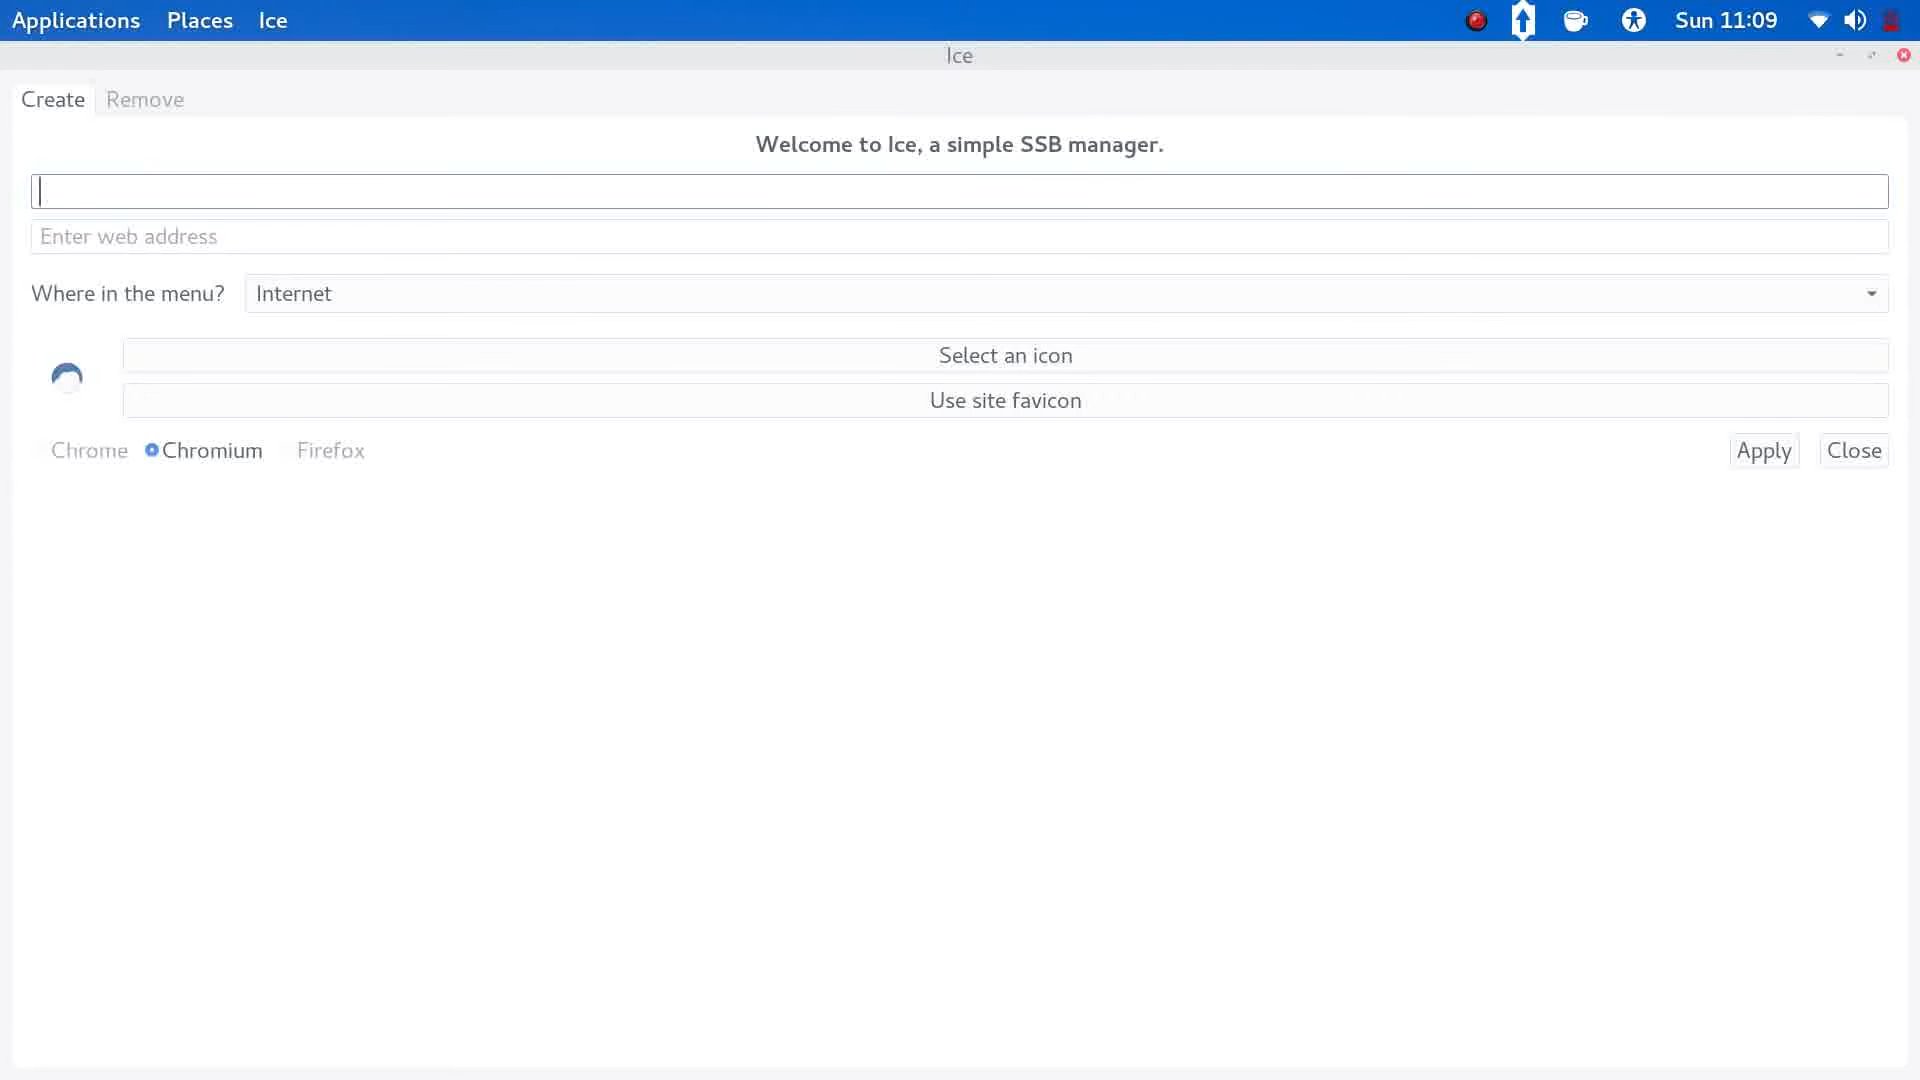 Applications Places Ice Sun 11:09
Ice
Create Remove
Welcome to Ice, a simple SSB manager.
Enter web address
Where in the menu? Internet
Select an icon
Use site favicon
Chrome Chromium Firefox Apply Close